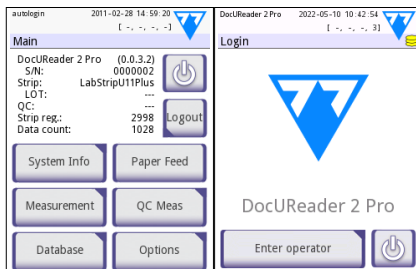 autologin 2011-02-28 14:59:20
[ -, -, -, -]
Main
DocUReader 2 Pro (0.0.3.2)
S/N: 0000002
Strip: LabStripU11Plus
LOT: ---
QC: ---
Strip reg.: 2998
Data count: 1028
Logout
System Info Paper Feed
Measurement QC Meas
Database Options
DocUReader 2 Pro 2022-05-10 10:42:54
[ -, -, -, 3]
Login
DocUReader 2 Pro
Enter operator